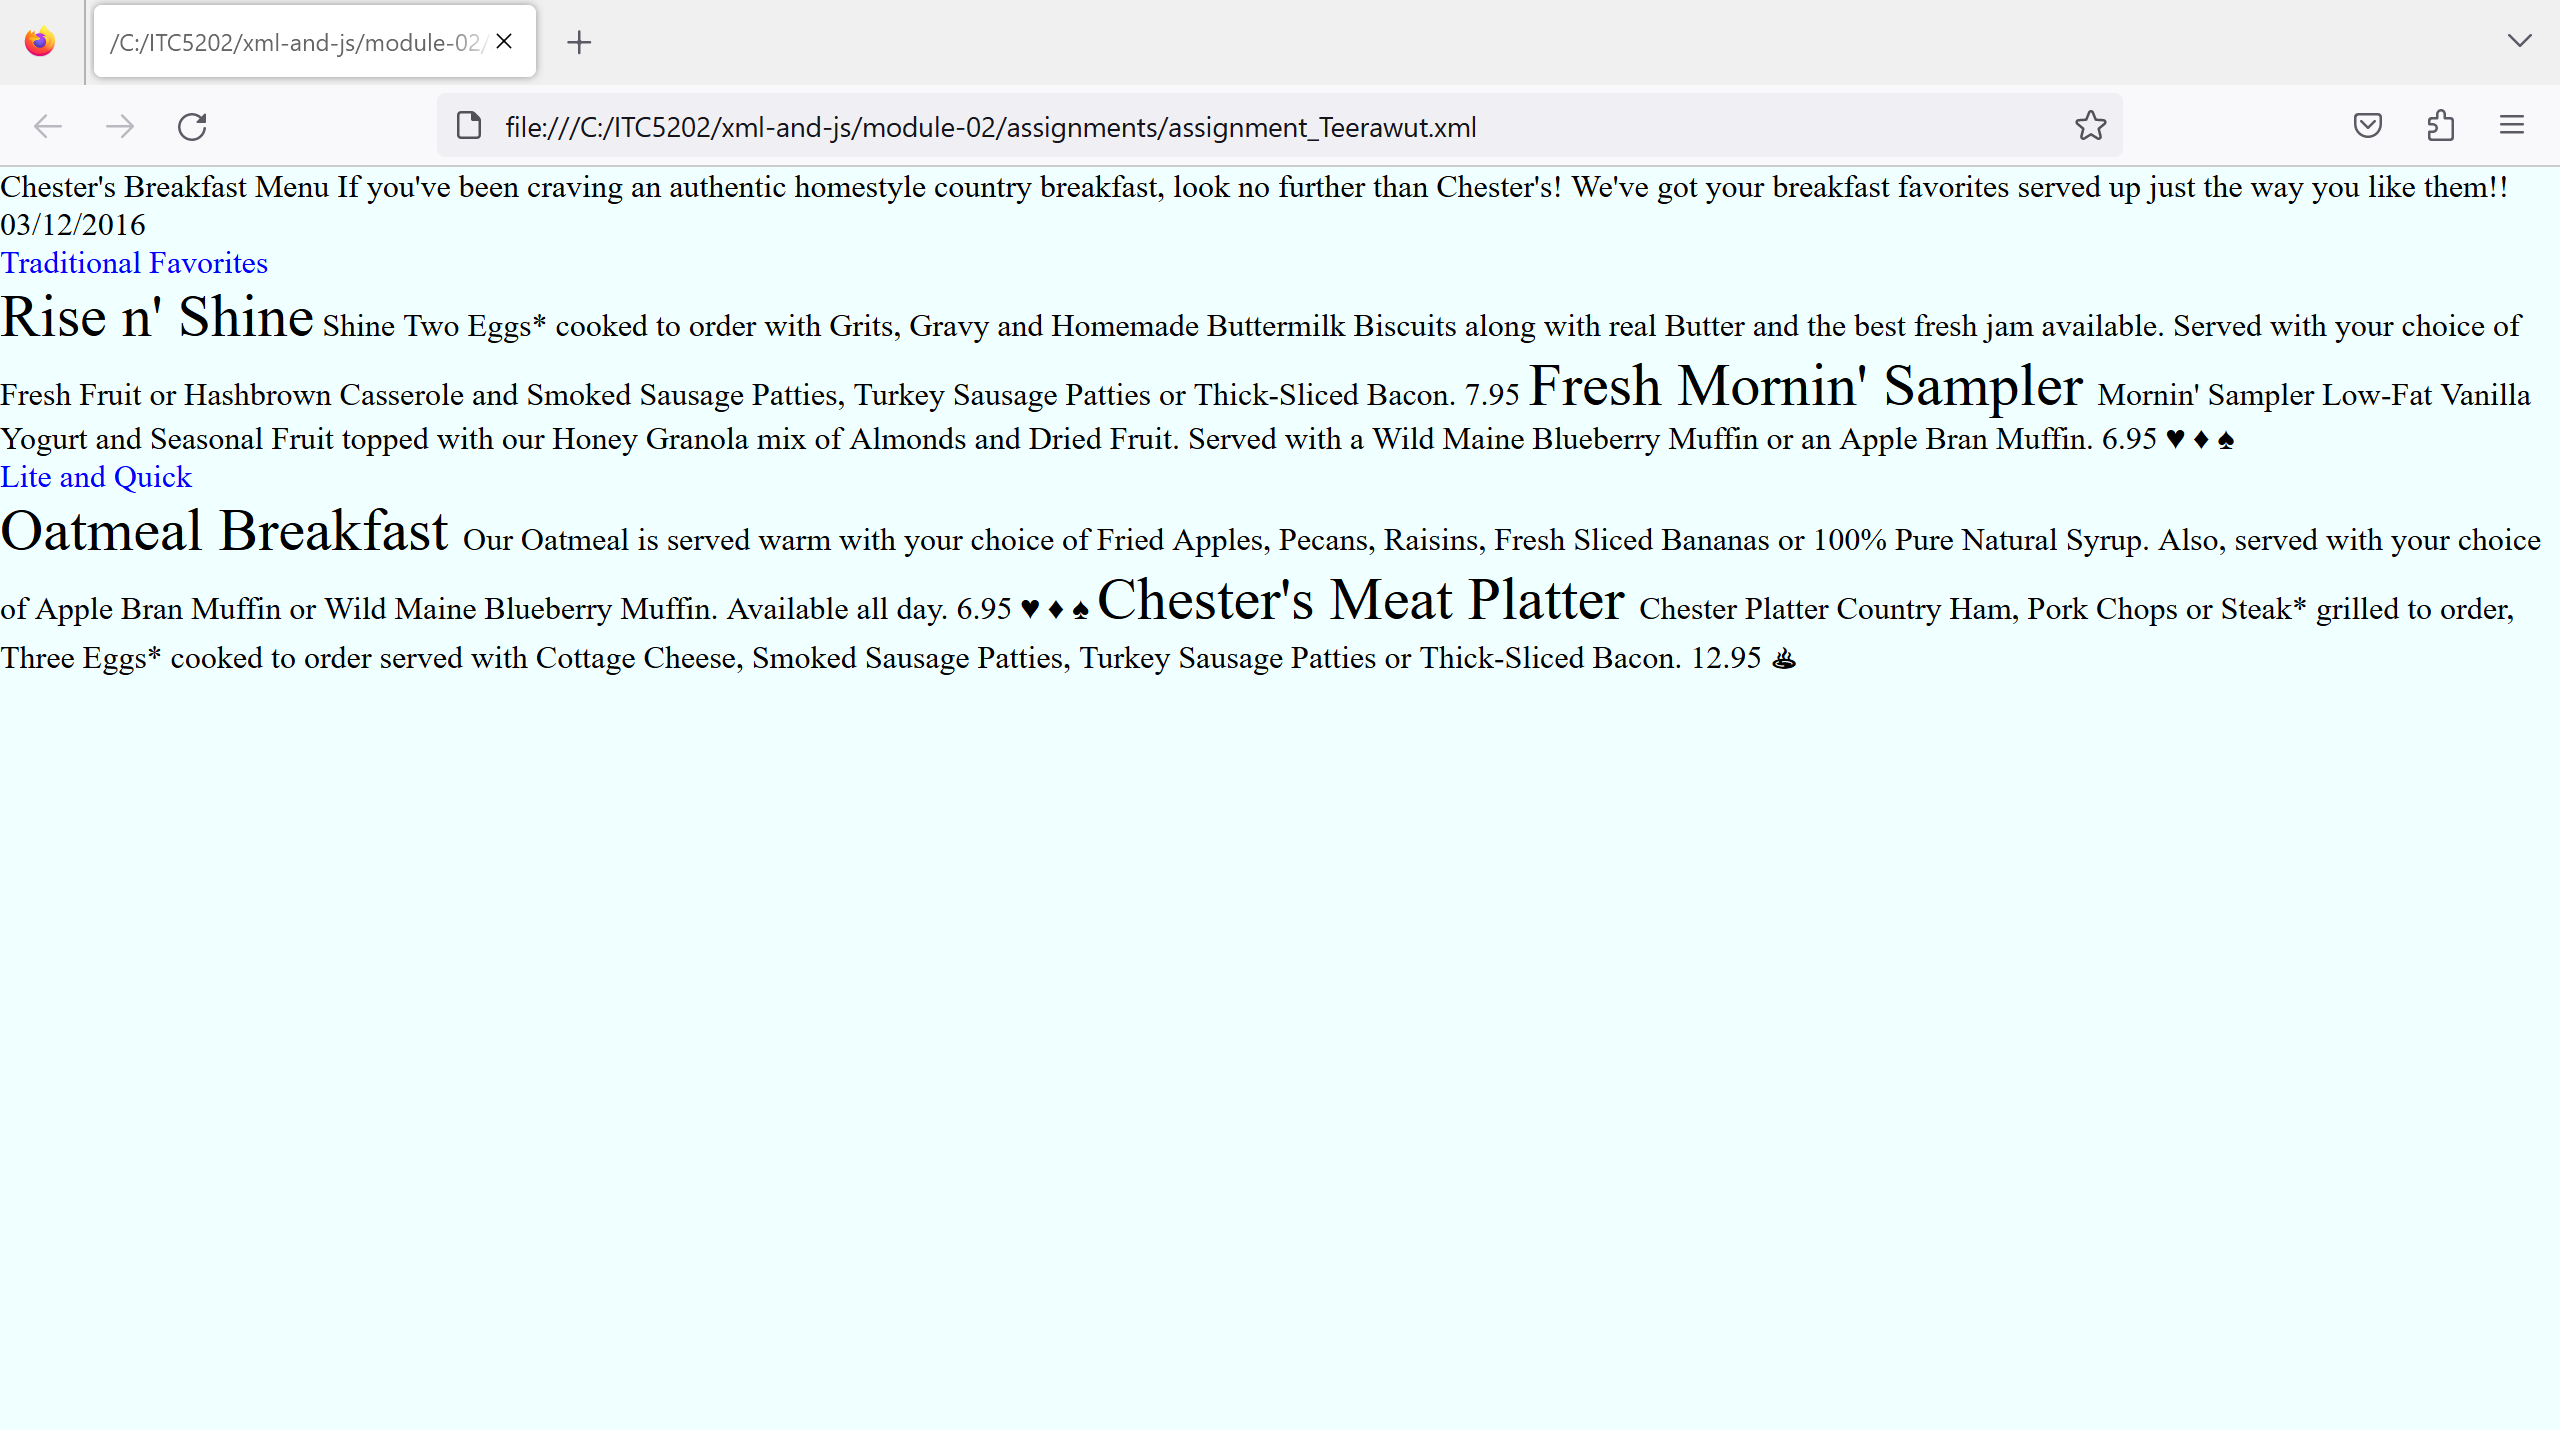 /C:/ITC5202/xml-and-js/module-02/
file:///C:/ITC5202/xml-and-js/module-02/assignments/assignment_Teerawut.xml
Chester's Breakfast Menu If you've been craving an authentic homestyle country breakfast, look no further than Chester's! We've got your breakfast favorites served up just the way you like them!!
03/12/2016
Traditional Favorites
Rise n' Shine Shine Two Eggs* cooked to order with Grits, Gravy and Homemade Buttermilk Biscuits along with real Butter and the best fresh jam available. Served with your choice of
Fresh Fruit or Hashbrown Casserole and Smoked Sausage Patties, Turkey Sausage Patties or Thick-Sliced Bacon. 7.95 Fresh Mornin' Sampler Mornin' Sampler Low-Fat Vanilla
Yogurt and Seasonal Fruit topped with our Honey Granola mix of Almonds and Dried Fruit. Served with a Wild Maine Blueberry Muffin or an Apple Bran Muffin. 6.95 ♥ ♦ ♠
Lite and Quick
Oatmeal Breakfast Our Oatmeal is served warm with your choice of Fried Apples, Pecans, Raisins, Fresh Sliced Bananas or 100% Pure Natural Syrup. Also, served with your choice
of Apple Bran Muffin or Wild Maine Blueberry Muffin. Available all day. 6.95 ♥ ♦ ♠ Chester's Meat Platter Chester Platter Country Ham, Pork Chops or Steak* grilled to order,
Three Eggs* cooked to order served with Cottage Cheese, Smoked Sausage Patties, Turkey Sausage Patties or Thick-Sliced Bacon. 12.95 ♨